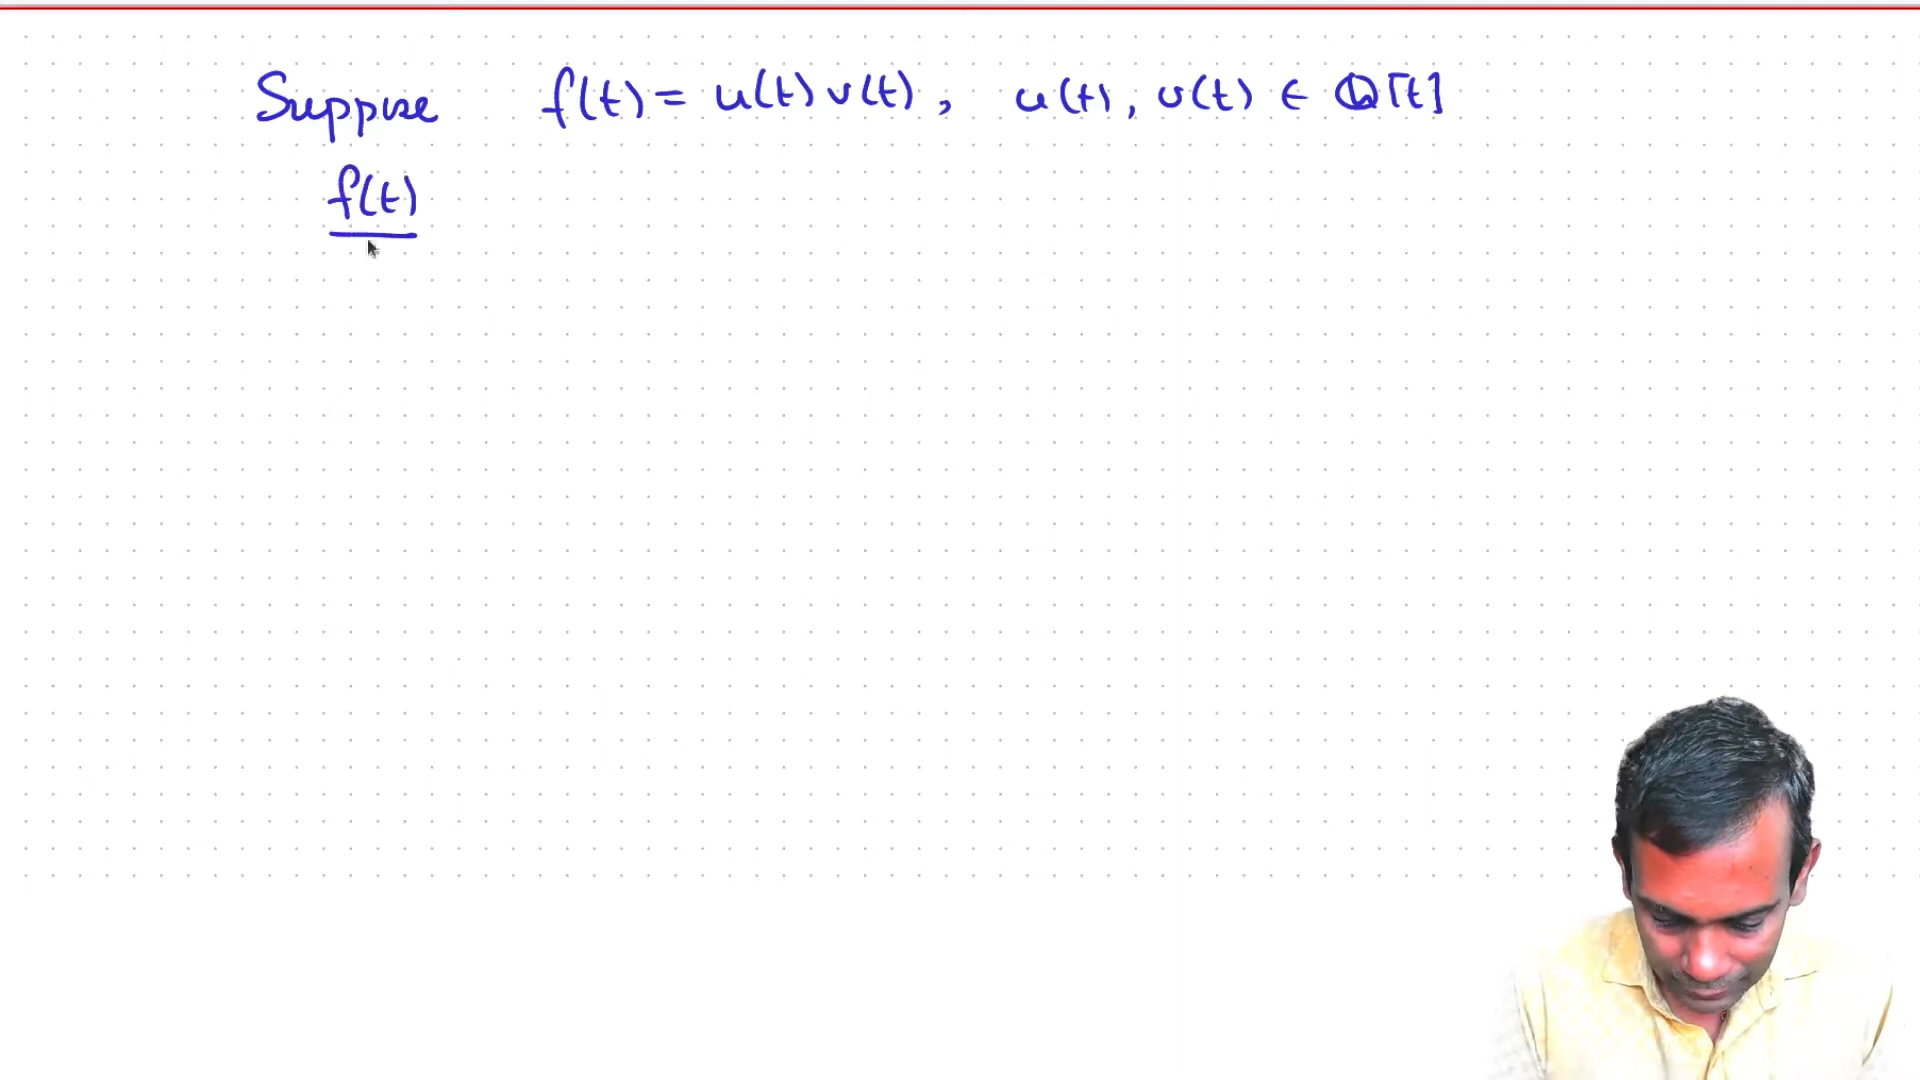 Suppose f(t) = u(t) v(t), u(t), v(t) ∈ ℚ[t]
f(t)